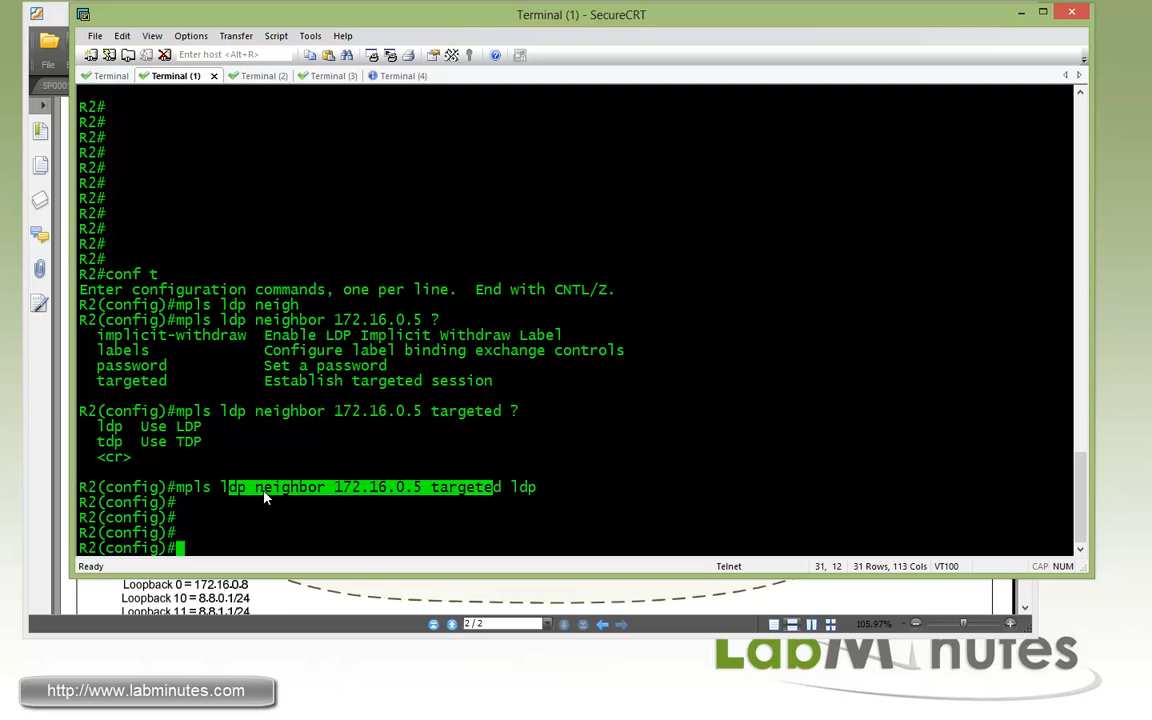 Terminal (1) - SecureCRT
File Edit View Options Transfer Script Tools Help
Enter host <Alt+R>
File
SP000
Terminal Terminal (1) Terminal (2) Terminal (3) Terminal (4)
R2#
R2#
R2#
R2#
R2#
R2#
R2#
R2#
R2#
R2#
R2#
R2#conf t
Enter configuration commands, one per line. End with CNTL/Z.
R2(config)#mpls ldp neigh
R2(config)#mpls ldp neighbor 172.16.0.5 ?
implicit-withdraw Enable LDP Implicit Withdraw Label
labels Configure label binding exchange controls
password Set a password
targeted Establish targeted session
R2(config)#mpls ldp neighbor 172.16.0.5 targeted ?
ldp Use LDP
tdp Use TDP
<cr>
R2(config)#mpls ldp neighbor 172.16.0.5 targeted ldp
R2(config)#
R2(config)#
R2(config)#
R2(config)#
Ready Telnet 31, 12 31 Rows, 113 Cols VT100 CAP NUM
Loopback 0 = 172.16.0.8
Loopback 10 = 8.8.0.1/24
Loopback 11 = 8.8.1.1/24
2 / 2 105.97%
Lab Minutes
http://www.labminutes.com